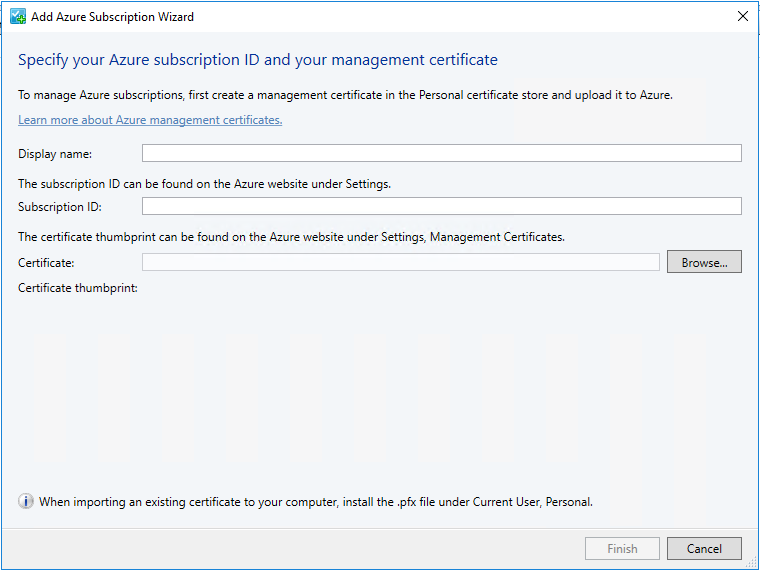 Add Azure Subscription Wizard
Specify your Azure subscription ID and your management certificate
To manage Azure subscriptions, first create a management certificate in the Personal certificate store and upload it to Azure.
Learn more about Azure management certificates.
Display name:
The subscription ID can be found on the Azure website under Settings.
Subscription ID:
The certificate thumbprint can be found on the Azure website under Settings, Management Certificates.
Certificate:
Browse...
Certificate thumbprint:
When importing an existing certificate to your computer, install the .pfx file under Current User, Personal.
Finish
Cancel